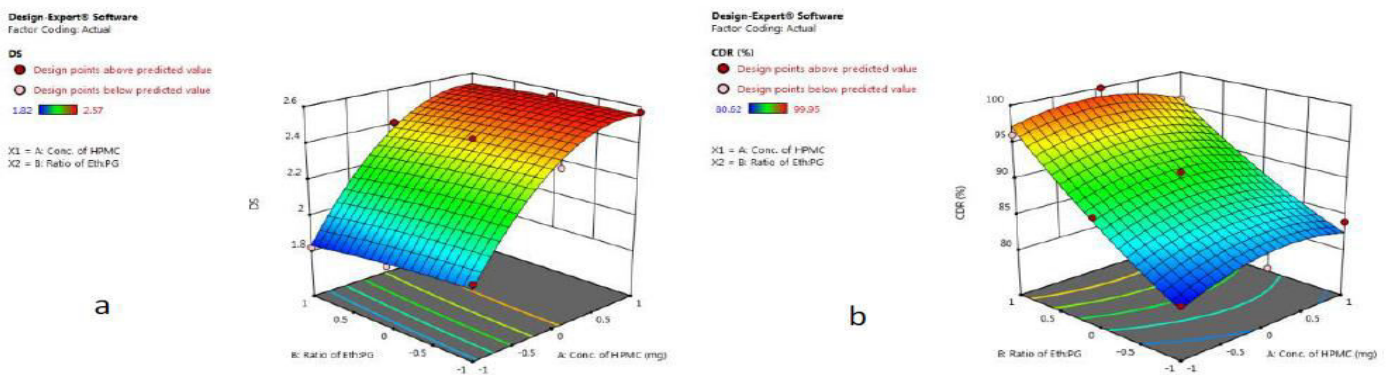 Design-Expert® Software
Factor Coding: Actual
DS
Design points above predicted value
Design points below predicted value
1.82 2.57
X1 = A: Conc. of HPMC
X2 = B: Ratio of Eth:PG
2.6
2.4
2.2
2
1.8
DS
1
0.5
0
-0.5
-1
-1
-0.5
0
0.5
1
B: Ratio of Eth:PG
A: Conc. of HPMC (mg)
a
Design-Expert® Software
Factor Coding: Actual
CDR (%)
Design points above predicted value
Design points below predicted value
80.62 99.95
X1 = A: Conc. of HPMC
X2 = B: Ratio of Eth:PG
100
95
90
85
80
CDR (%)
1
0.5
0
-0.5
-1
-1
-0.5
0
0.5
1
B: Ratio of Eth:PG
A: Conc. of HPMC (mg)
b